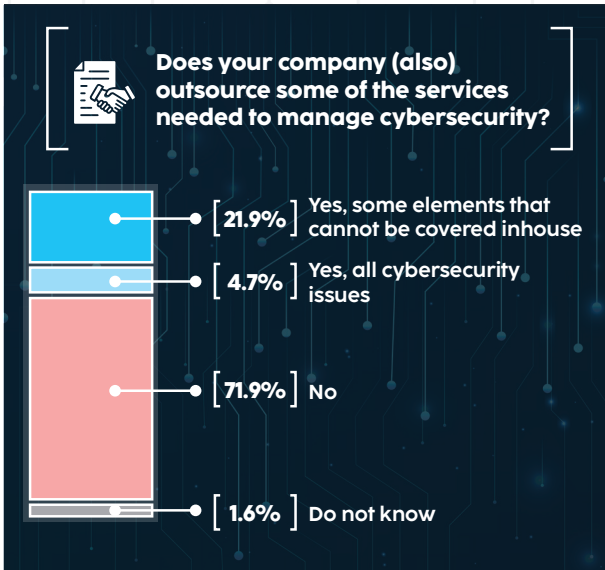 Does your company (also)
outsource some of the services
needed to manage cybersecurity?
[21.9%] Yes, some elements that
cannot be covered inhouse
[4.7%] Yes, all cybersecurity
issues
[71.9%] No
[1.6%] Do not know